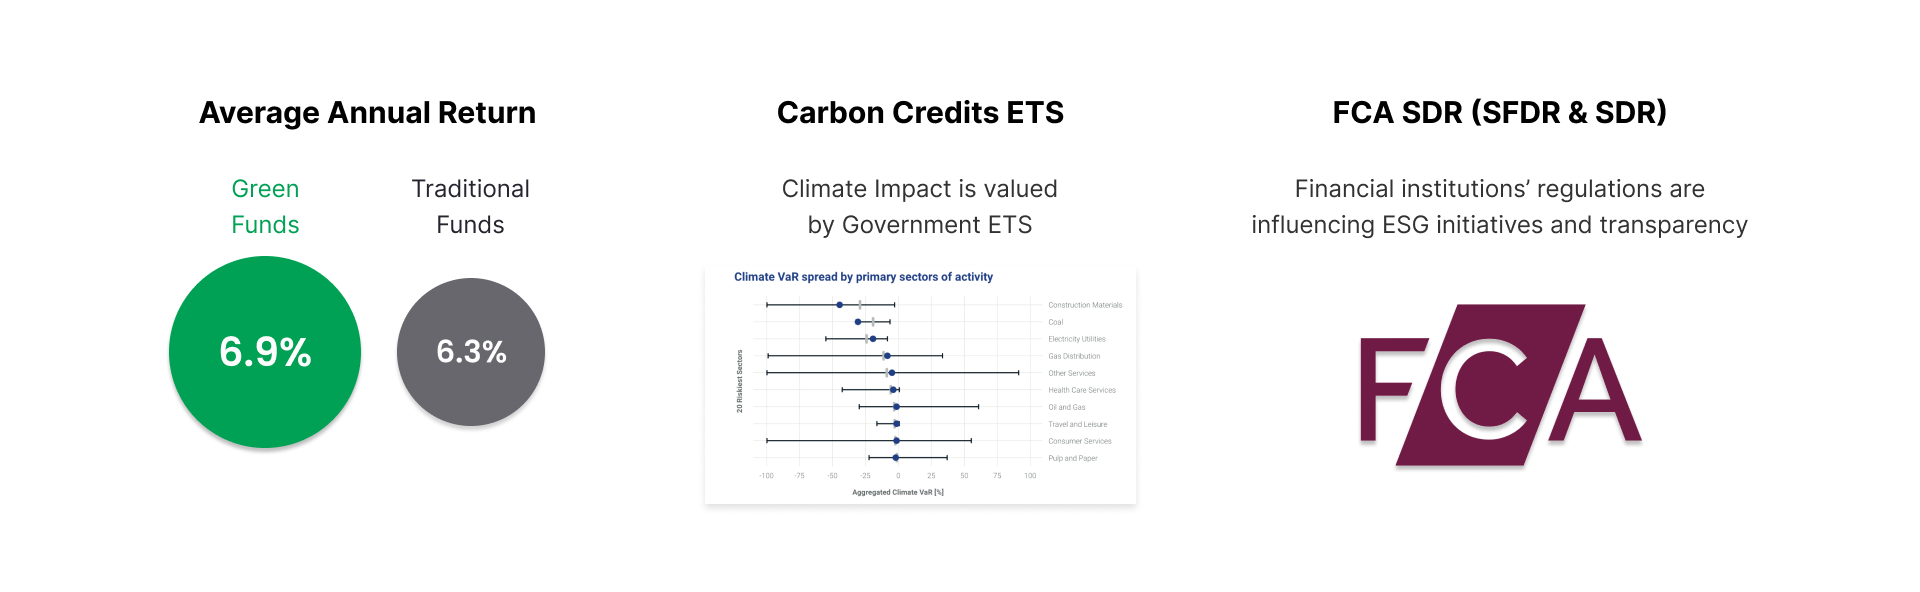 Average Annual Return
Green
Funds
Traditional
Funds
6.9%
6.3%
Carbon Credits ETS
Climate Impact is valued
by Government ETS
Climate VaR spread by primary sectors of activity
20 Riskiest Sectors
Construction Materials
Coal
Electricity Utilities
Gas Distribution
Other Services
Health Care Services
Oil and Gas
Travel and Leisure
Consumer Services
Pulp and Paper
-100 -75 -50 -25 0 25 50 75 100
Aggregated Climate VaR [%]
FCA SDR (SFDR & SDR)
Financial institutions’ regulations are
influencing ESG initiatives and transparency
FCA